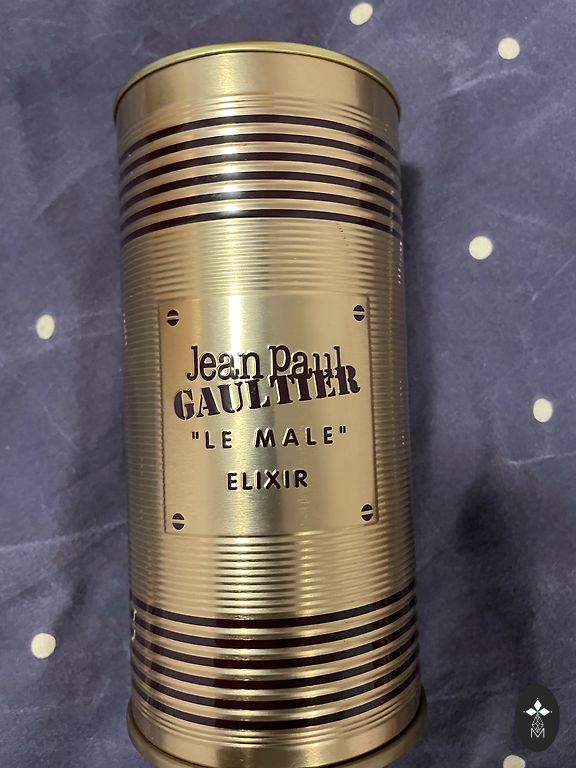 Jean Paul
GAULTIER
"LE MALE"
ELIXIR
M